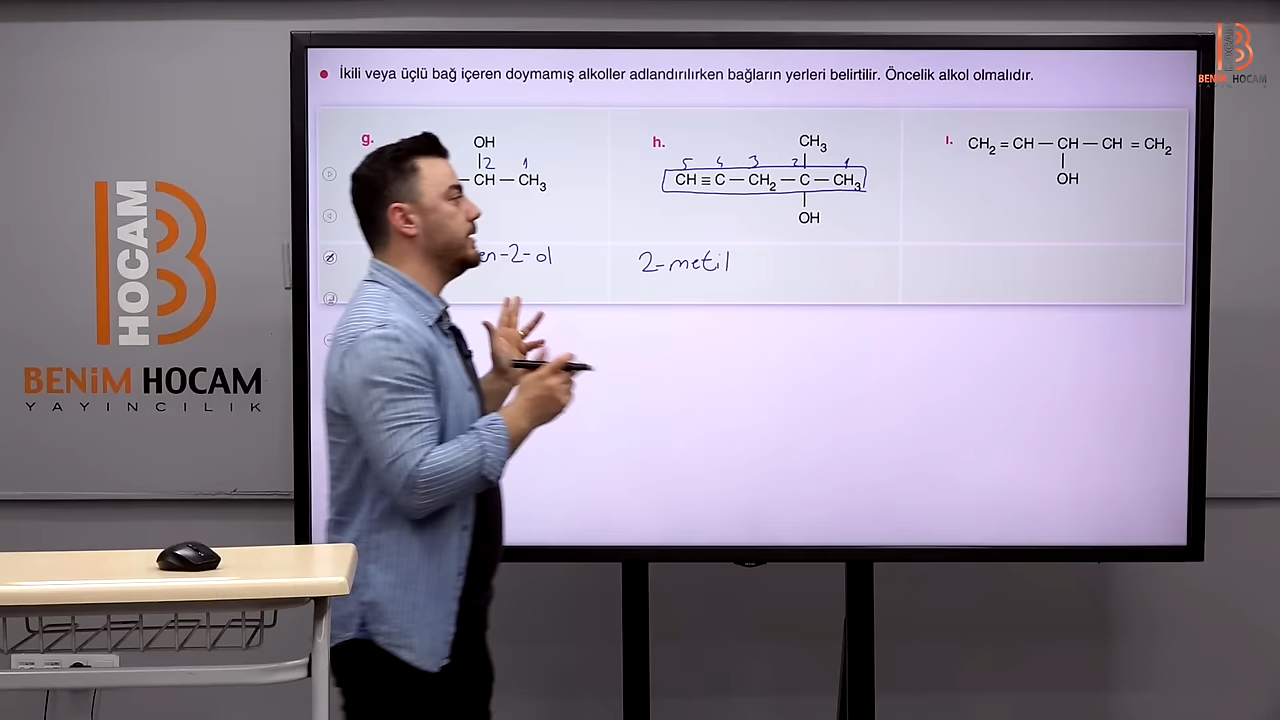 BENİM HOCAM
YAYINCILIK
HOCAM
BENiM HOCAM
YAYINCILIK
İkili veya üçlü bağ içeren doymamış alkoller adlandırılırken bağların yerleri belirtilir. Öncelik alkol olmalıdır.
g.
OH
2 1
— CH — CH₃
en-2-ol
h.
CH₃
5 4 3 2 1
CH ≡ C — CH₂ — C — CH₃
OH
2-metil
ı.
CH₂ = CH — CH — CH = CH₂
OH